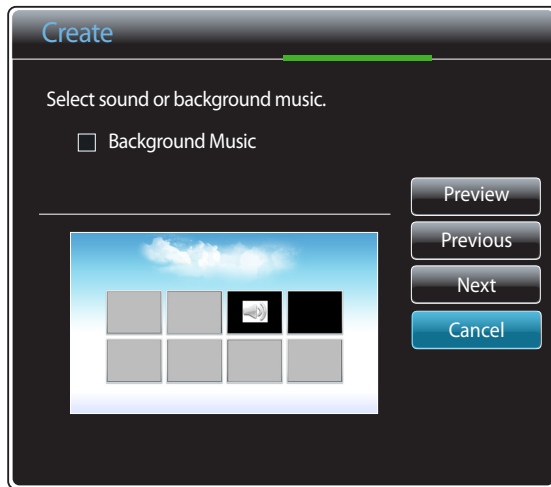 Create
Select sound or background music.
Background Music
Preview
Previous
Next
Cancel